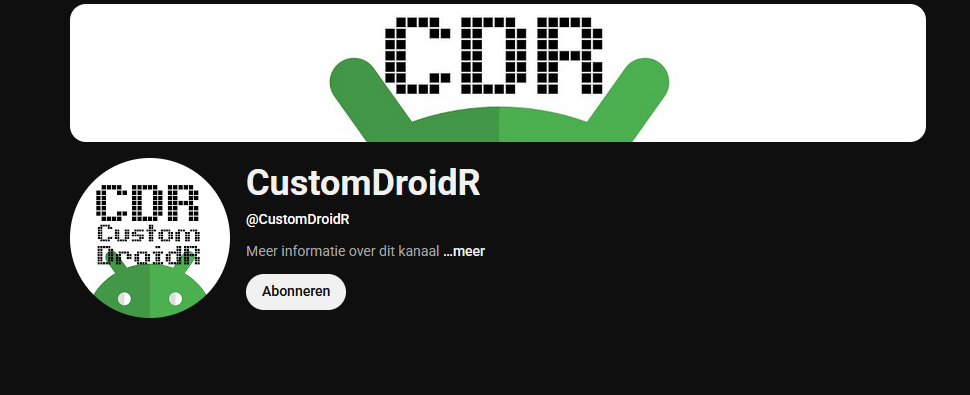 CDR
CDR
Custom
DroidR
CustomDroidR
@CustomDroidR
Meer informatie over dit kanaal ...meer
Abonneren